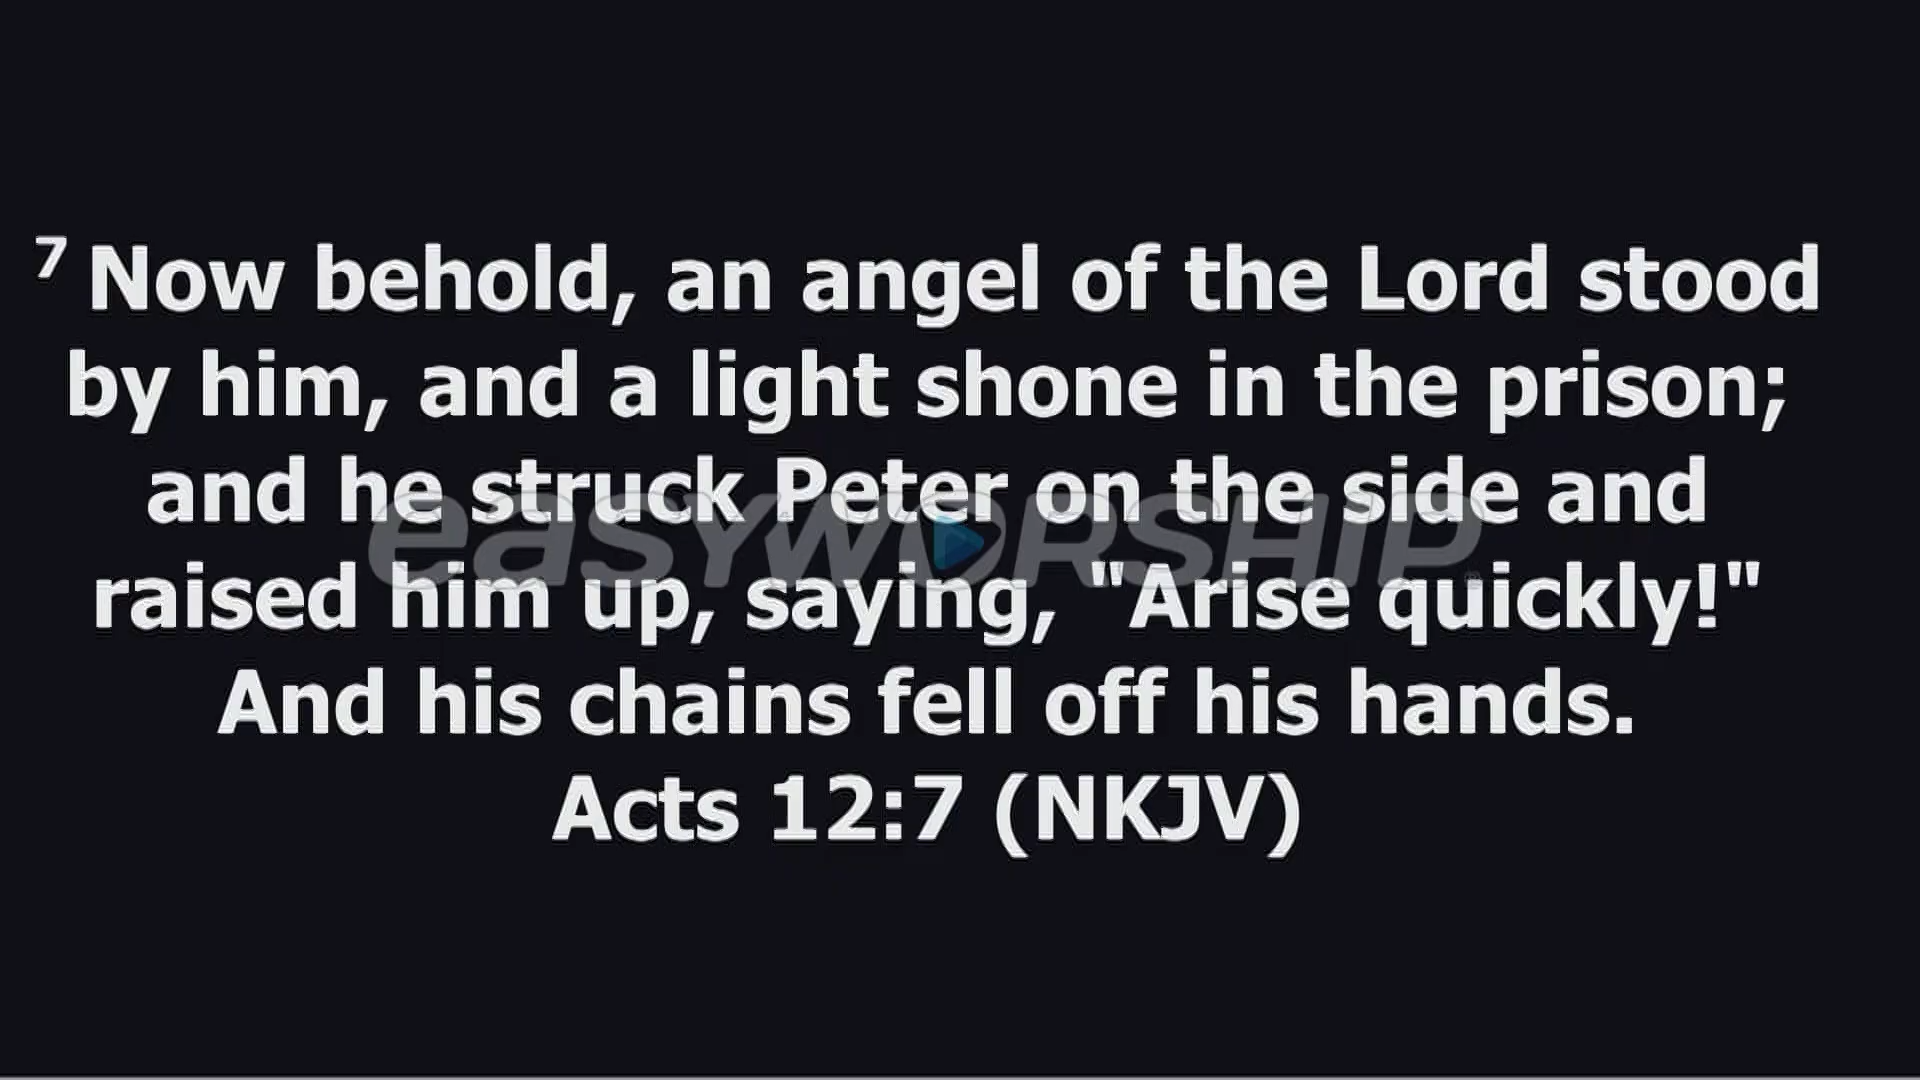 7 Now behold, an angel of the Lord stood
by him, and a light shone in the prison;
and he struck Peter on the side and
easyWORSHIP
raised him up, saying, "Arise quickly!"
And his chains fell off his hands.
Acts 12:7 (NKJV)